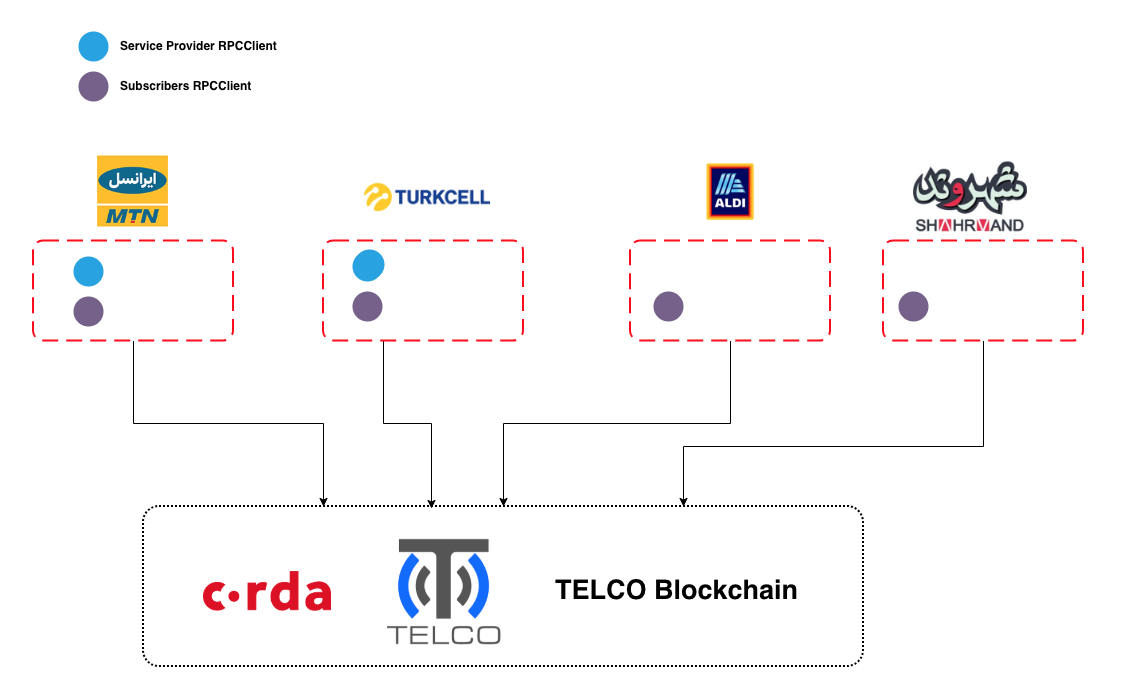 Service Provider RPCClient
Subscribers RPCClient
ایرانسل
MTN
TURKCELL
ALDI
شهروند
SHAHRVAND
corda
TELCO
TELCO Blockchain